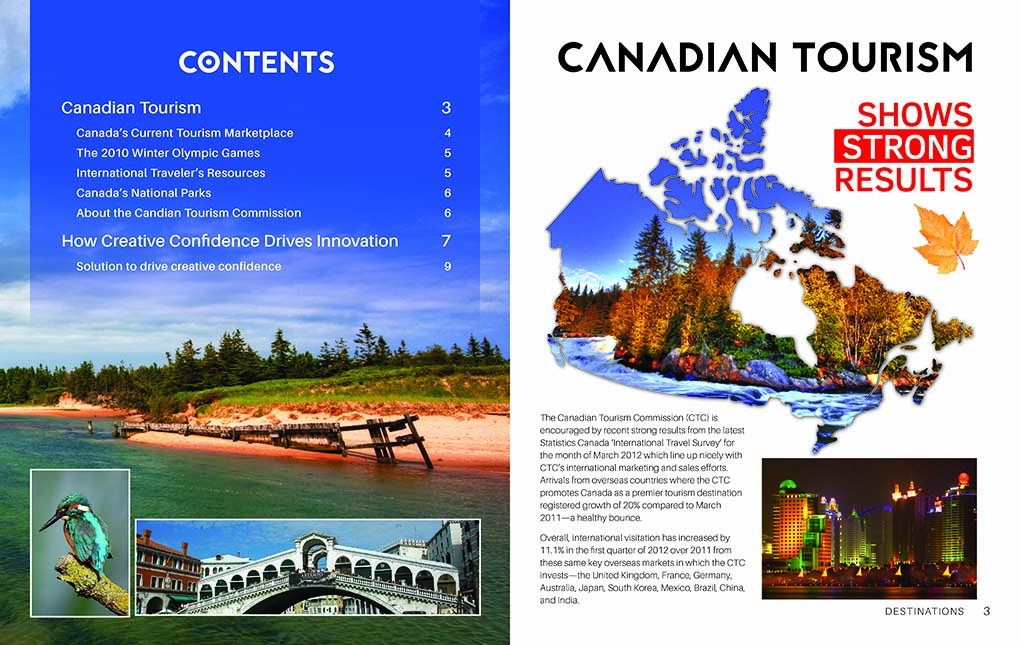 CONTENTS
Canadian Tourism 3
Canada's Current Tourism Marketplace 4
The 2010 Winter Olympic Games 5
International Traveler's Resources 5
Canada's National Parks 6
About the Candian Tourism Commission 6
How Creative Confidence Drives Innovation 7
Solution to drive creative confidence 9
CANADIAN TOURISM
SHOWS
STRONG
RESULTS
The Canadian Tourism Commission (CTC) is
encouraged by recent strong results from the latest
Statistics Canada 'International Travel Survey' for
the month of March 2012 which line up nicely with
CTC's international marketing and sales efforts.
Arrivals from overseas countries where the CTC
promotes Canada as a premier tourism destination
registered growth of 20% compared to March
2011—a healthy bounce.
Overall, international visitation has increased by
11.1% in the first quarter of 2012 over 2011 from
these same key overseas markets in which the CTC
invests—the United Kingdom, France, Germany,
Australia, Japan, South Korea, Mexico, Brazil, China,
and India.
DESTINATIONS 3